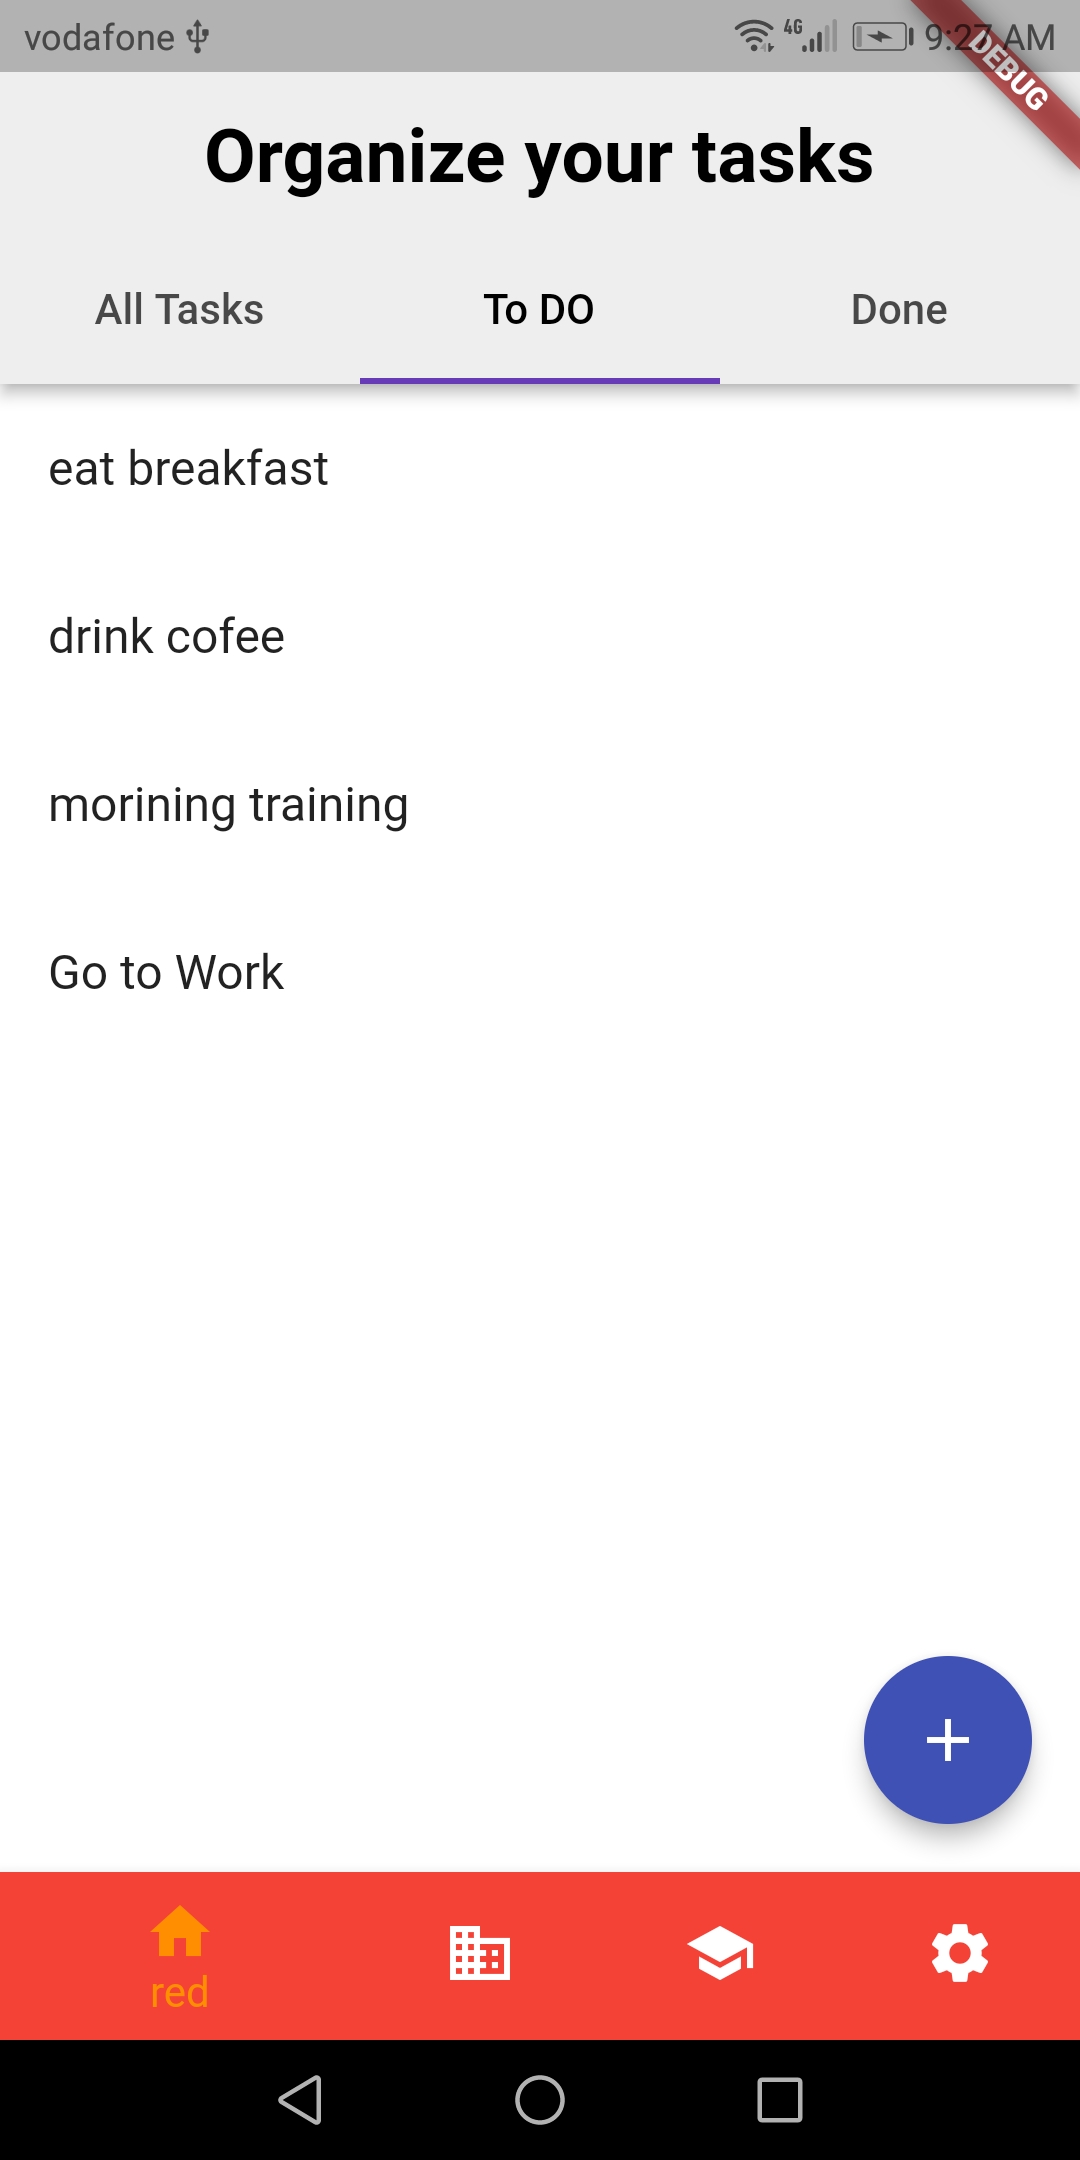 vodafone 4G 9:27 AM
DEBUG
Organize your tasks
All Tasks To DO Done
eat breakfast
drink cofee
morining training
Go to Work
red